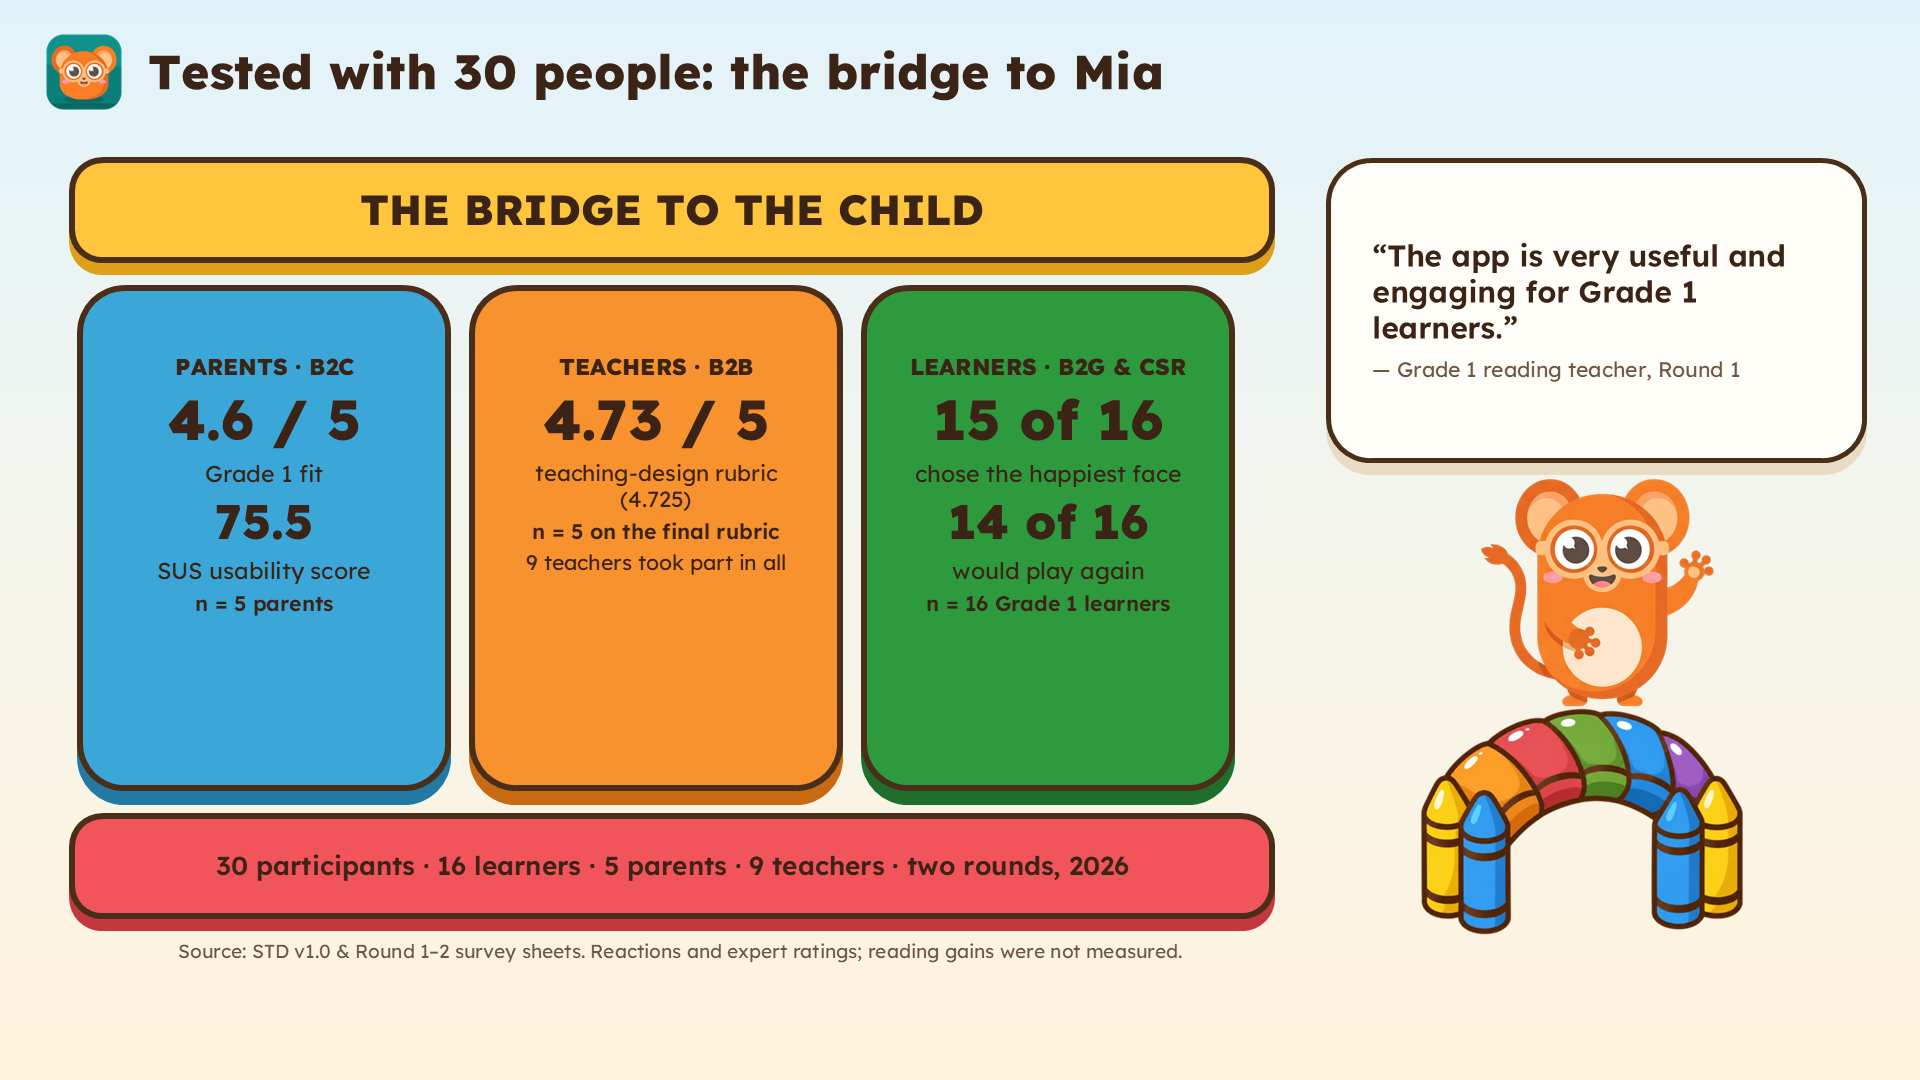 Tested with 30 people: the bridge to Mia
THE BRIDGE TO THE CHILD
PARENTS · B2C
4.6 / 5
Grade 1 fit
75.5
SUS usability score
n = 5 parents
TEACHERS · B2B
4.73 / 5
teaching-design rubric
(4.725)
n = 5 on the final rubric
9 teachers took part in all
LEARNERS · B2G & CSR
15 of 16
chose the happiest face
14 of 16
would play again
n = 16 Grade 1 learners
30 participants · 16 learners · 5 parents · 9 teachers · two rounds, 2026
Source: STD v1.0 & Round 1–2 survey sheets. Reactions and expert ratings; reading gains were not measured.
“The app is very useful and
engaging for Grade 1
learners.”
— Grade 1 reading teacher, Round 1